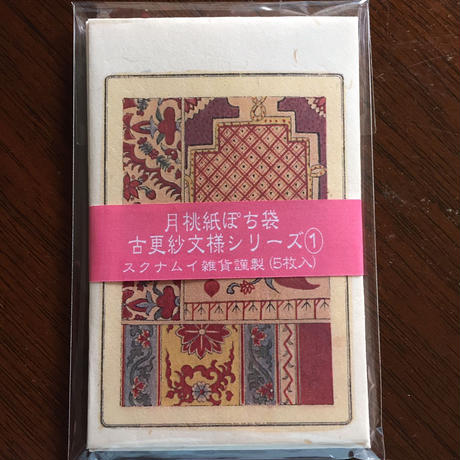 月桃紙ぽち袋
古更紗文様シリーズ①
スクナムイ雑貨謹製(5枚入)